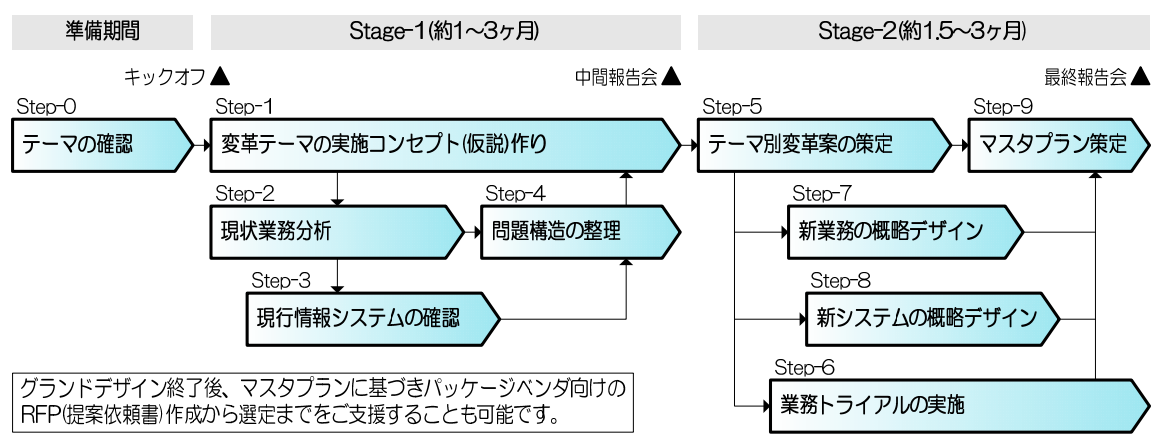 準備期間
Stage-1(約1～3ヶ月)
Stage-2(約1.5～3ヶ月)
キックオフ▲
中間報告会▲
最終報告会▲
Step-0
テーマの確認
Step-1
変革テーマの実施コンセプト(仮説)作り
Step-5
テーマ別変革案の策定
Step-9
マスタプラン策定
Step-2
現状業務分析
Step-4
問題構造の整理
Step-7
新業務の概略デザイン
Step-3
現行情報システムの確認
Step-8
新システムの概略デザイン
Step-6
業務トライアルの実施
グランドデザイン終了後、マスタプランに基づきパッケージベンダ向けの
RFP(提案依頼書)作成から選定までをご支援することも可能です。